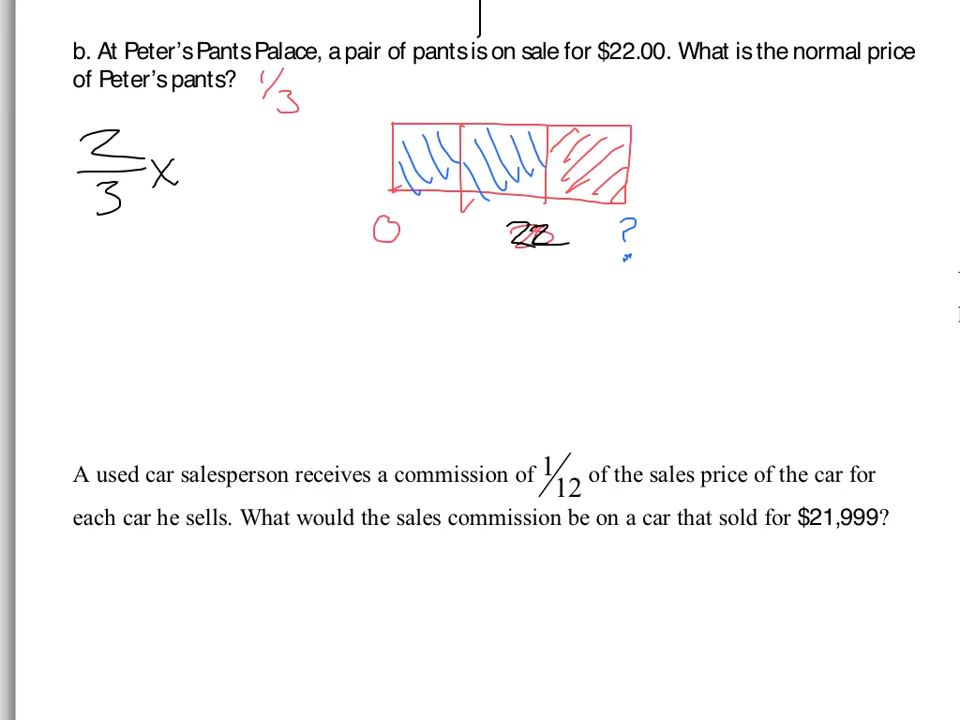 b. At Peter's Pants Palace, a pair of pants is on sale for $22.00. What is the normal price
of Peter's pants? 1/3
2/3 x
0 22 ?
A used car salesperson receives a commission of 1/12 of the sales price of the car for
each car he sells. What would the sales commission be on a car that sold for $21,999?